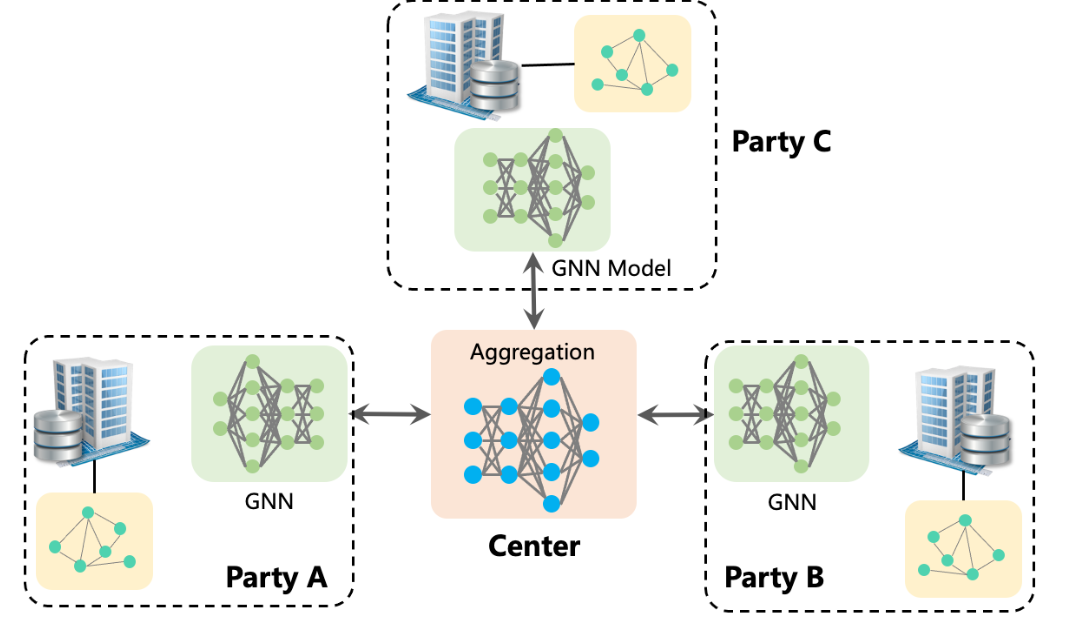 Party C
GNN Model
Aggregation
GNN
Party A
Center
GNN
Party B